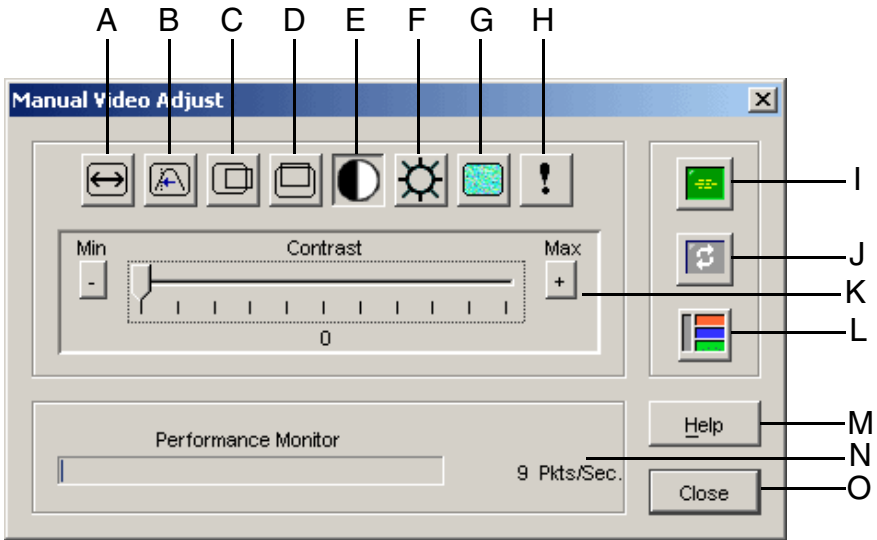 A B C D E F G H
Manual Video Adjust
I
J
Min Contrast Max
- +
K
0
L
Help M
Performance Monitor
N
9 Pkts/Sec.
Close O